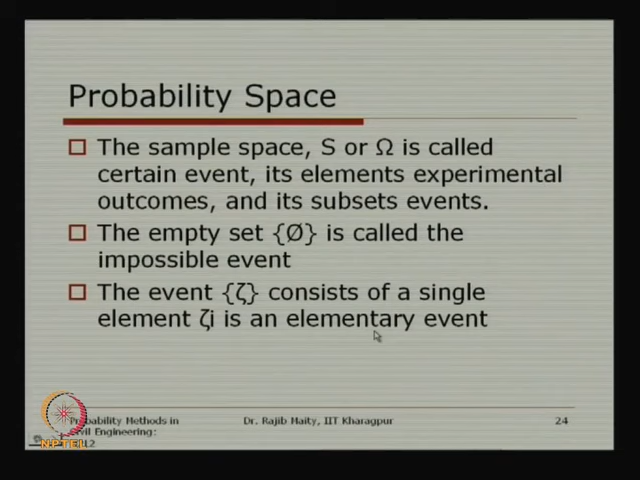 Probability Space
The sample space, S or Ω is called
certain event, its elements experimental
outcomes, and its subsets events.
The empty set {Ø} is called the
impossible event
The event {ζ} consists of a single
element ζi is an elementary event
Probability Methods in
Civil Engineering:
Dr. Rajib Maity, IIT Kharagpur
24
NPTEL